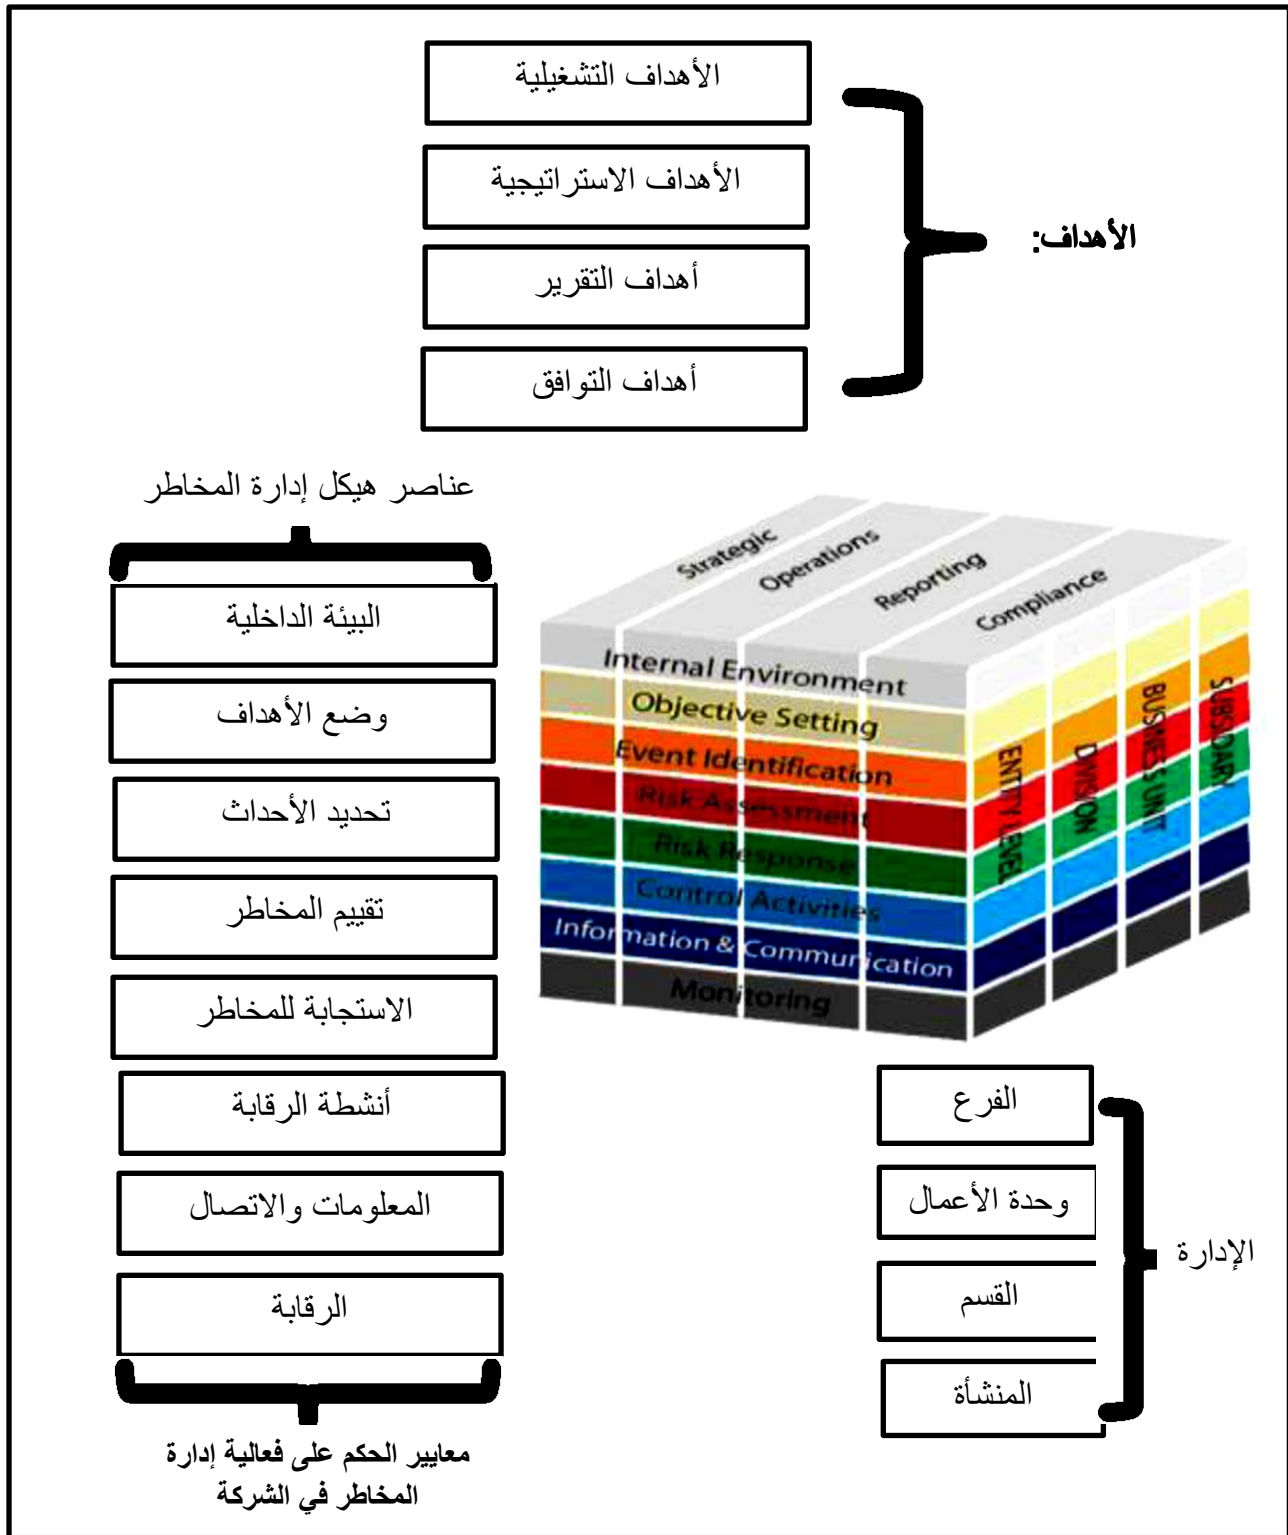 الأهداف التشغيلية
الأهداف الاستراتيجية
أهداف التقرير
أهداف التوافق
الأهداف:
عناصر هيكل إدارة المخاطر
البيئة الداخلية
وضع الأهداف
تحديد الأحداث
تقييم المخاطر
الاستجابة للمخاطر
أنشطة الرقابة
المعلومات والاتصال
الرقابة
معايير الحكم على فعالية إدارة
المخاطر في الشركة
Strategic
Operations
Reporting
Compliance
Internal Environment
Objective Setting
Event Identification
Risk Assessment
Risk Response
Control Activities
Information & Communication
Monitoring
ENTITY LEVEL
DIVISION
BUSINESS UNIT
SUBSIDIARY
الفرع
وحدة الأعمال
القسم
المنشأة
الإدارة